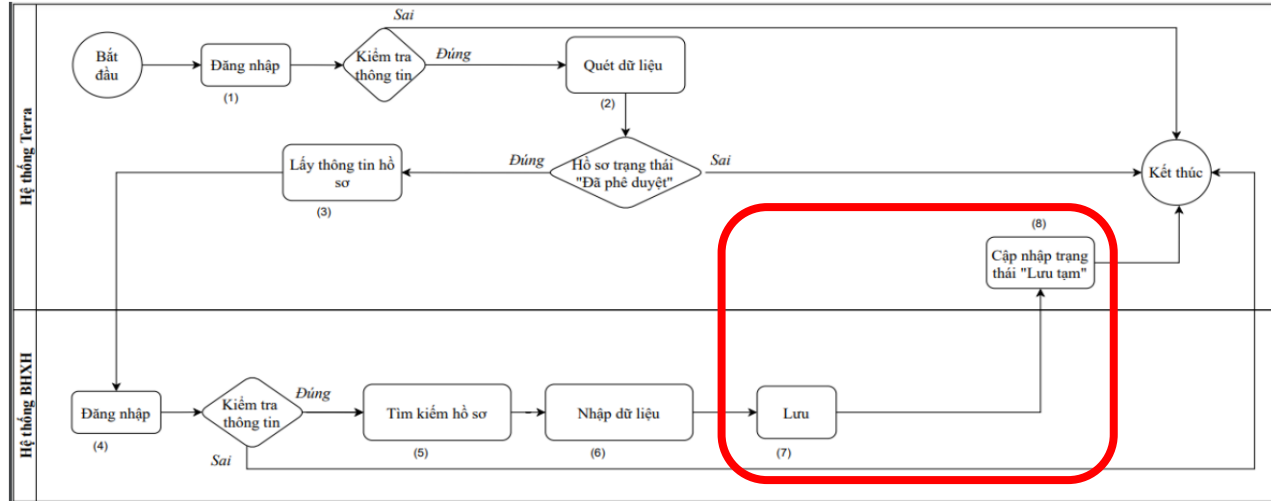 Hệ thống Terra
Sai
Bắt
đầu
Đăng nhập
(1)
Kiểm tra
thông tin
Đúng
Quét dữ liệu
(2)
Lấy thông tin hồ
sơ
(3)
Đúng
Hồ sơ trạng thái
"Đã phê duyệt"
Sai
Kết thúc
(8)
Cập nhập trạng
thái "Lưu tạm"
Hệ thống BHXH
Đăng nhập
(4)
Kiểm tra
thông tin
Đúng
Sai
Tìm kiếm hồ sơ
(5)
Nhập dữ liệu
(6)
Lưu
(7)